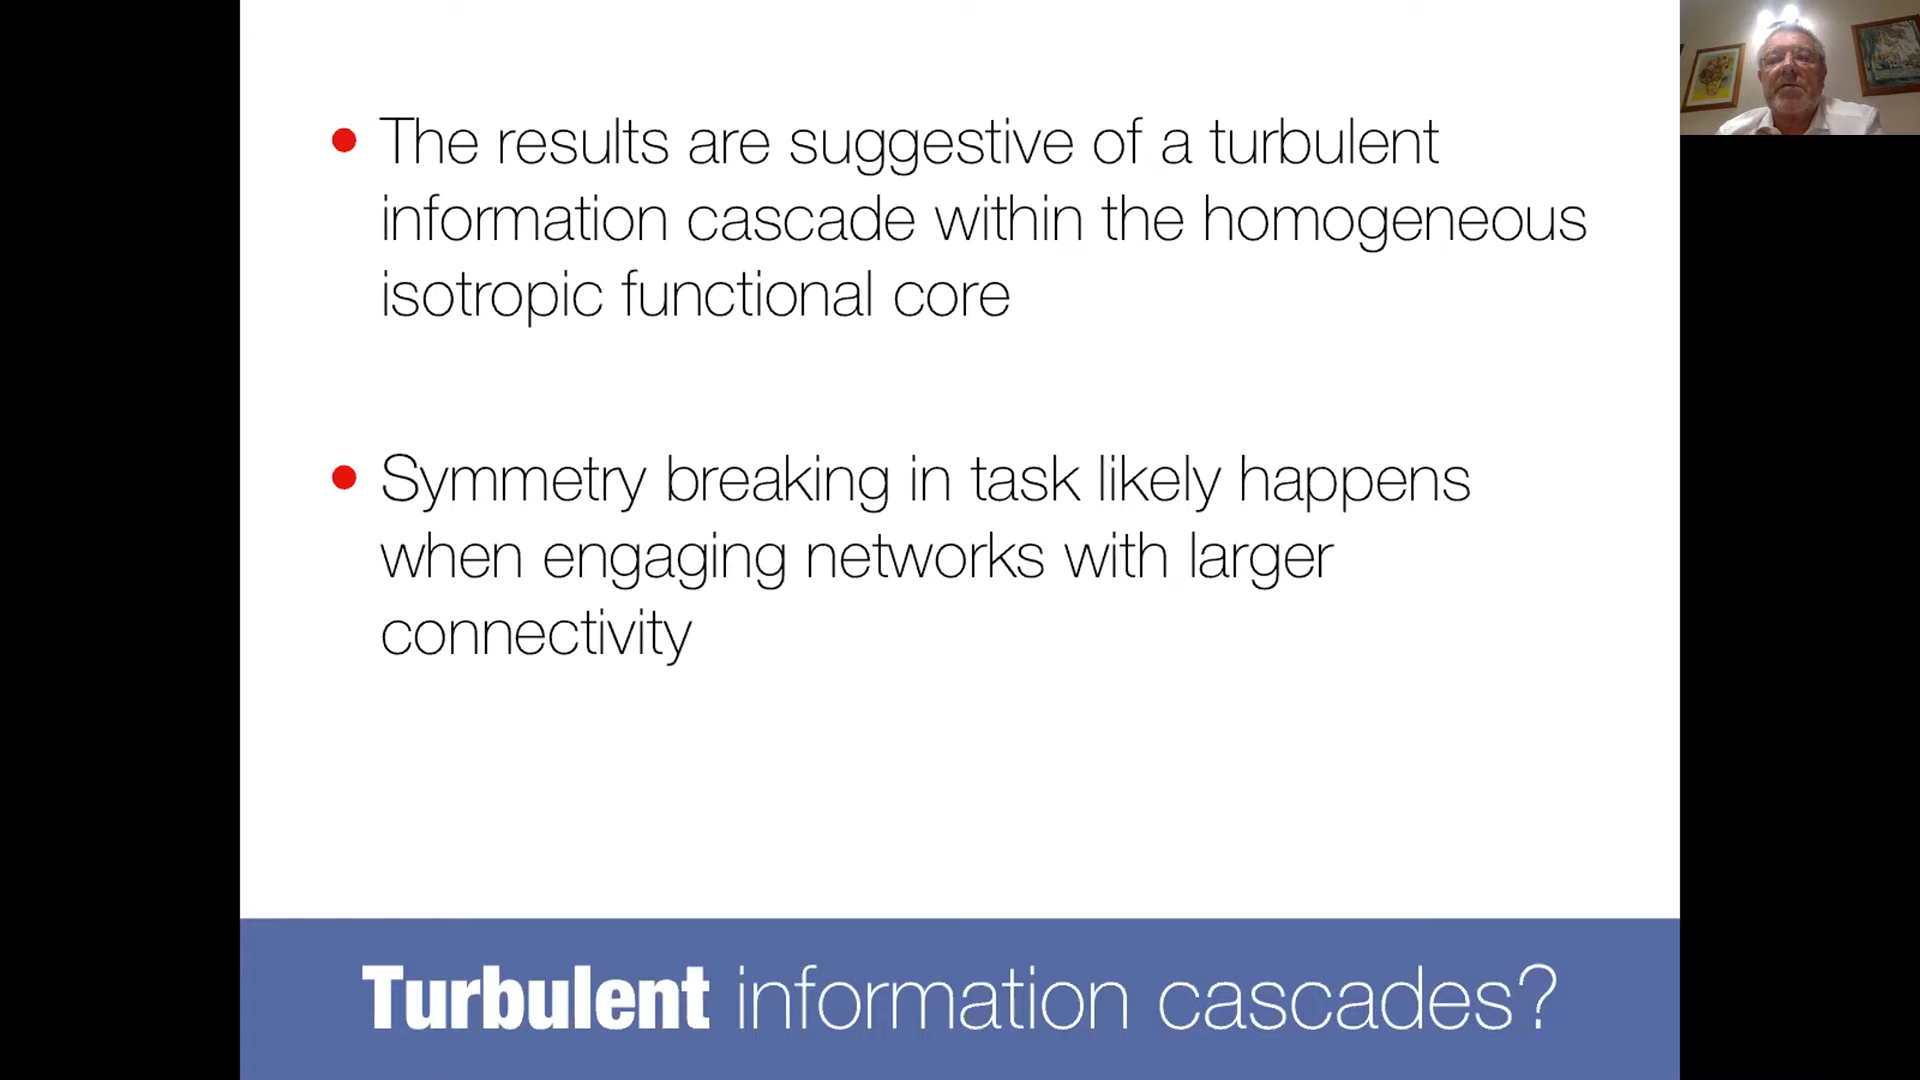 The results are suggestive of a turbulent
information cascade within the homogeneous
isotropic functional core
Symmetry breaking in task likely happens
when engaging networks with larger
connectivity
Turbulent information cascades?